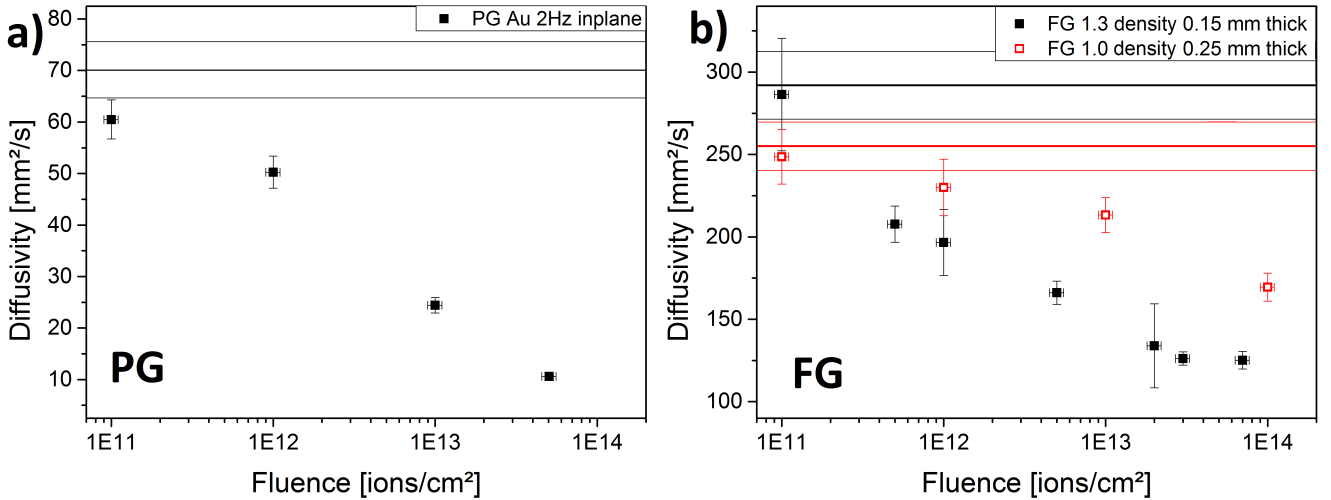 a)
PG Au 2Hz inplane
80
70
60
50
40
30
20
10
Diffusivity [mm²/s]
PG
1E11
1E12
1E13
1E14
Fluence [ions/cm²]
b)
FG 1.3 density 0.15 mm thick
FG 1.0 density 0.25 mm thick
300
250
200
150
100
Diffusivity [mm²/s]
FG
1E11
1E12
1E13
1E14
Fluence [ions/cm²]